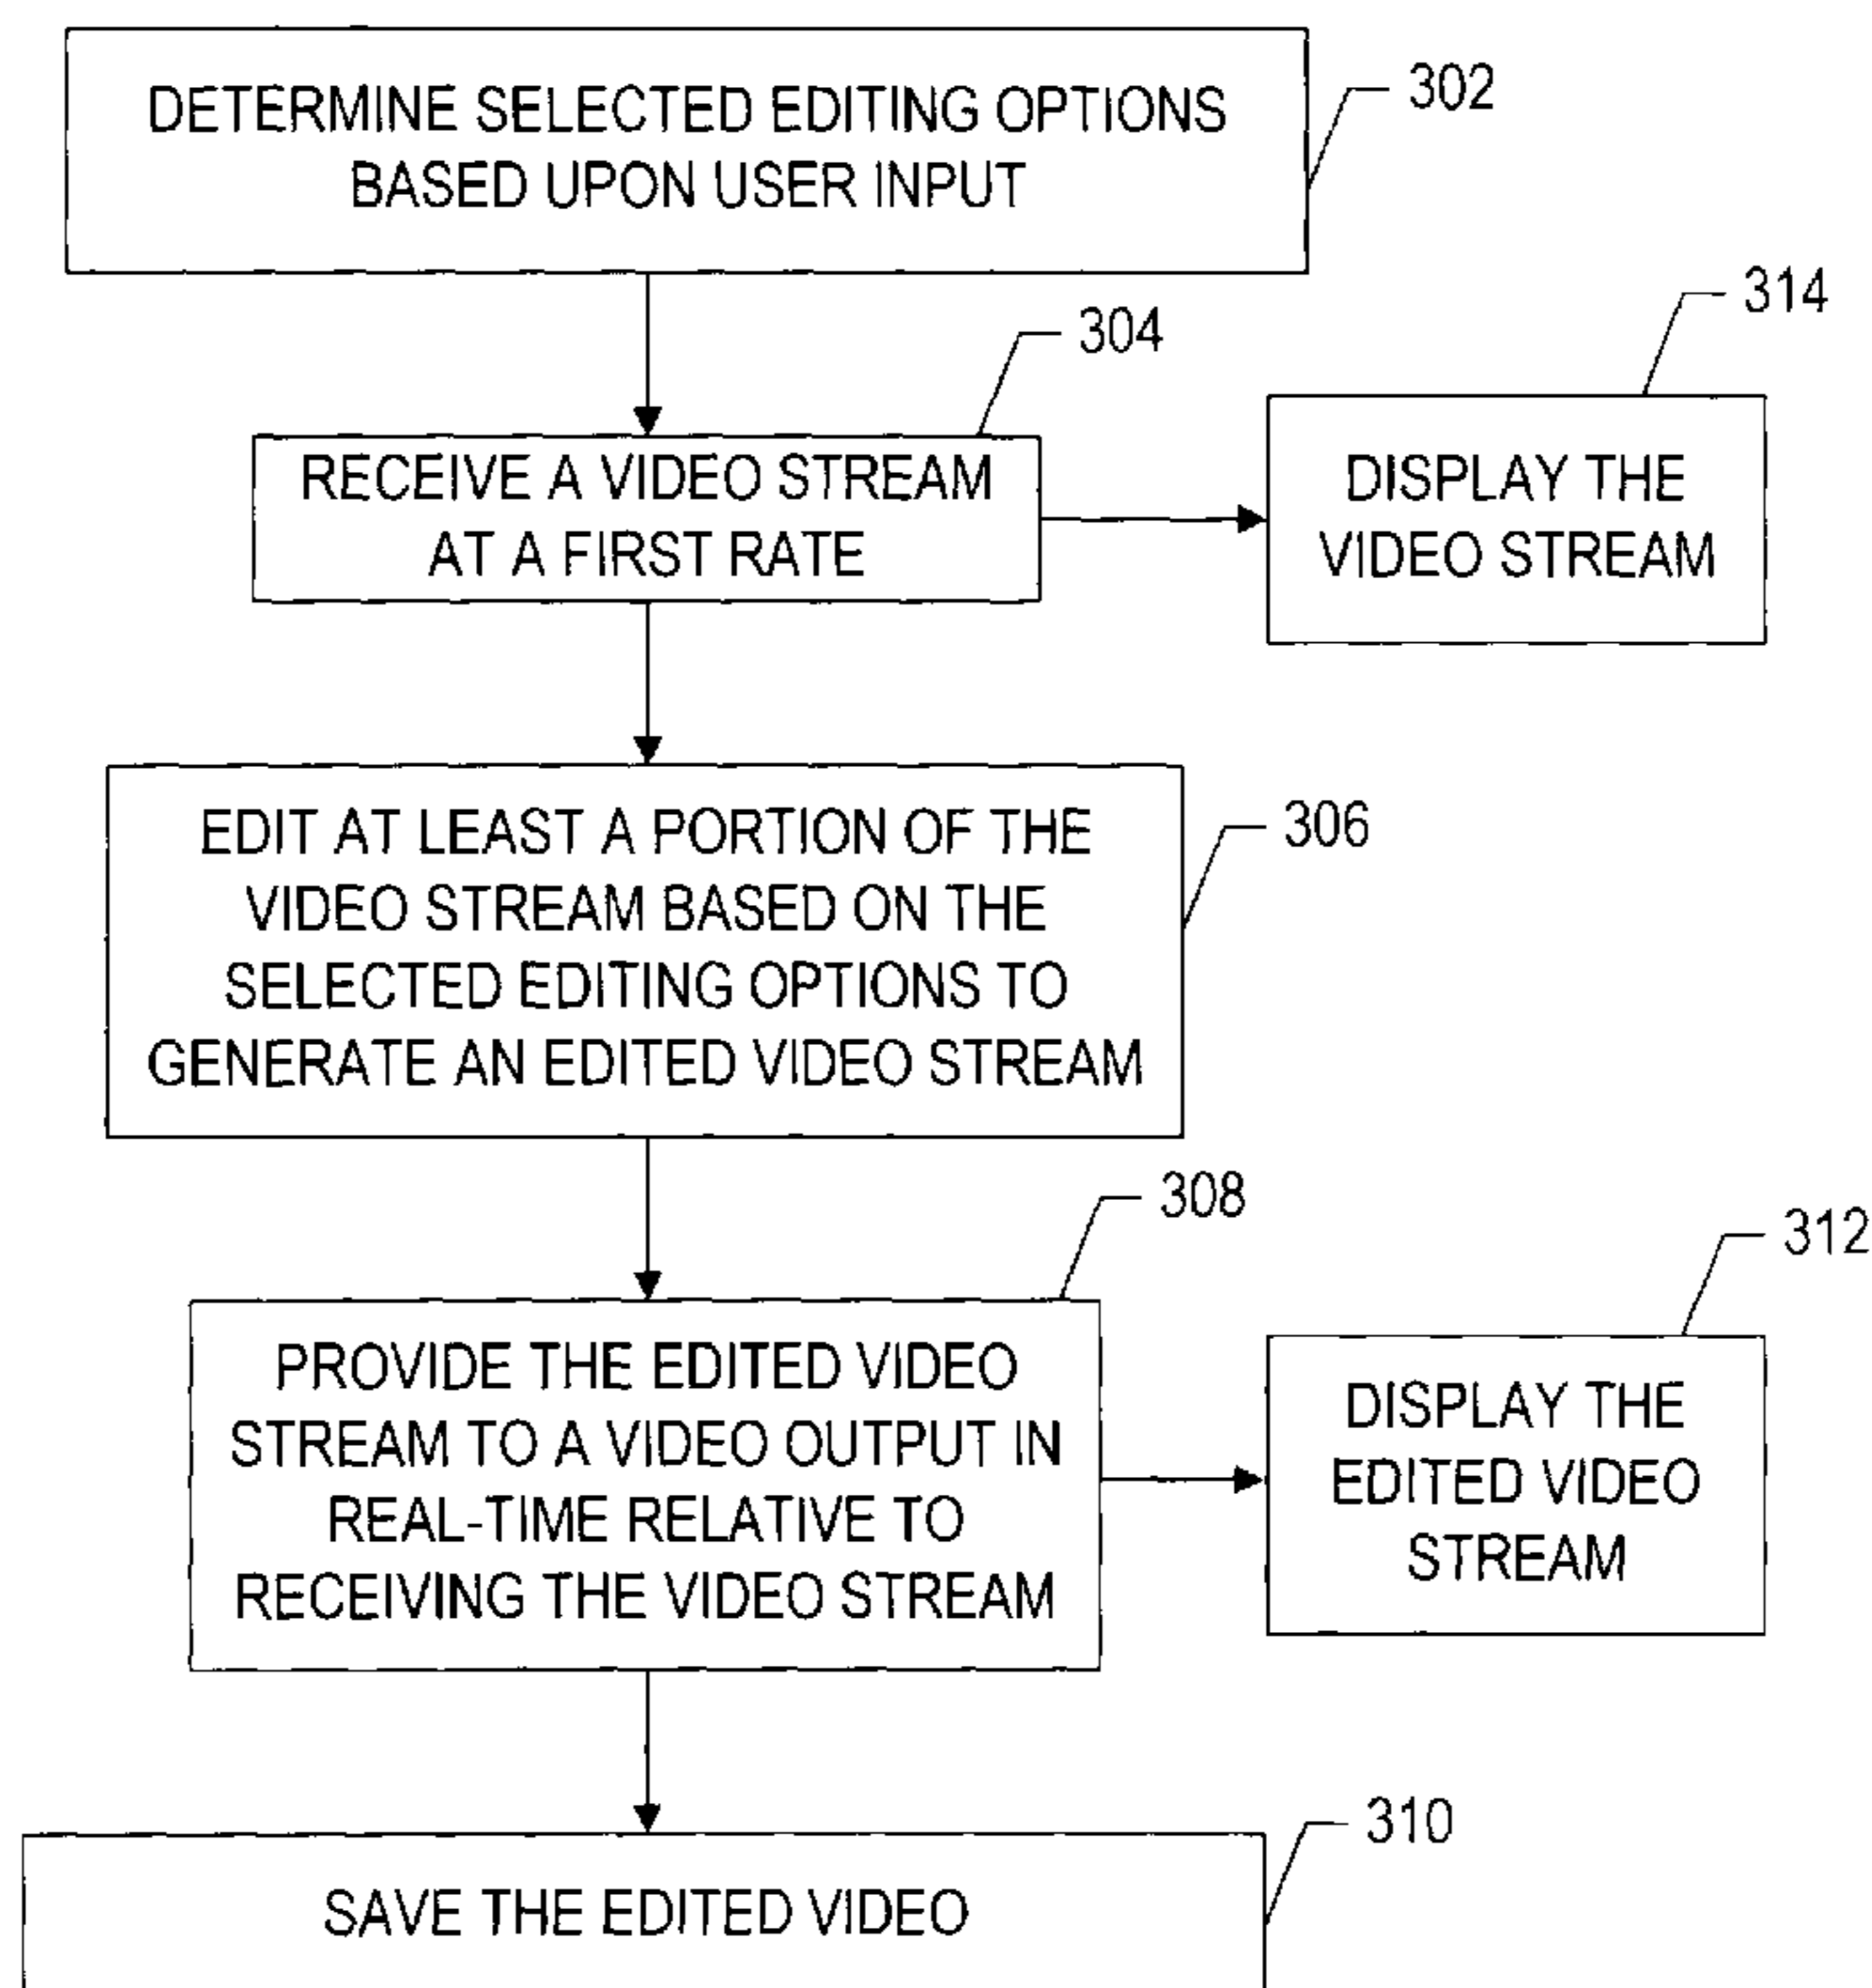 DETERMINE SELECTED EDITING OPTIONS
BASED UPON USER INPUT
302
304
RECEIVE A VIDEO STREAM
AT A FIRST RATE
314
DISPLAY THE
VIDEO STREAM
306
EDIT AT LEAST A PORTION OF THE
VIDEO STREAM BASED ON THE
SELECTED EDITING OPTIONS TO
GENERATE AN EDITED VIDEO STREAM
308
PROVIDE THE EDITED VIDEO
STREAM TO A VIDEO OUTPUT IN
REAL-TIME RELATIVE TO
RECEIVING THE VIDEO STREAM
312
DISPLAY THE
EDITED VIDEO
STREAM
310
SAVE THE EDITED VIDEO